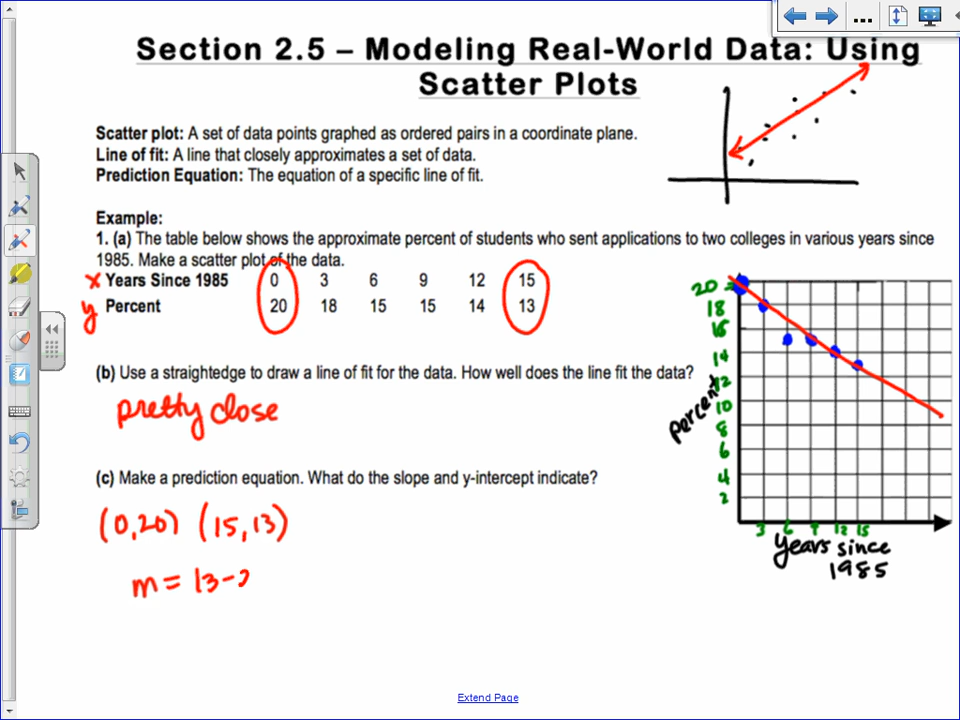 Section 2.5 – Modeling Real-World Data: Using
Scatter Plots
Scatter plot: A set of data points graphed as ordered pairs in a coordinate plane.
Line of fit: A line that closely approximates a set of data.
Prediction Equation: The equation of a specific line of fit.
Example:
1. (a) The table below shows the approximate percent of students who sent applications to two colleges in various years since
1985. Make a scatter plot of the data.
x Years Since 1985 0 3 6 9 12 15
y Percent 20 18 15 15 14 13
(b) Use a straightedge to draw a line of fit for the data. How well does the line fit the data?
pretty close
(c) Make a prediction equation. What do the slope and y-intercept indicate?
(0,20) (15,13)
m = 13-
20
18
16
14
12
10
8
6
4
2
percent
3 6 9 12 15
years since
1985
Extend Page